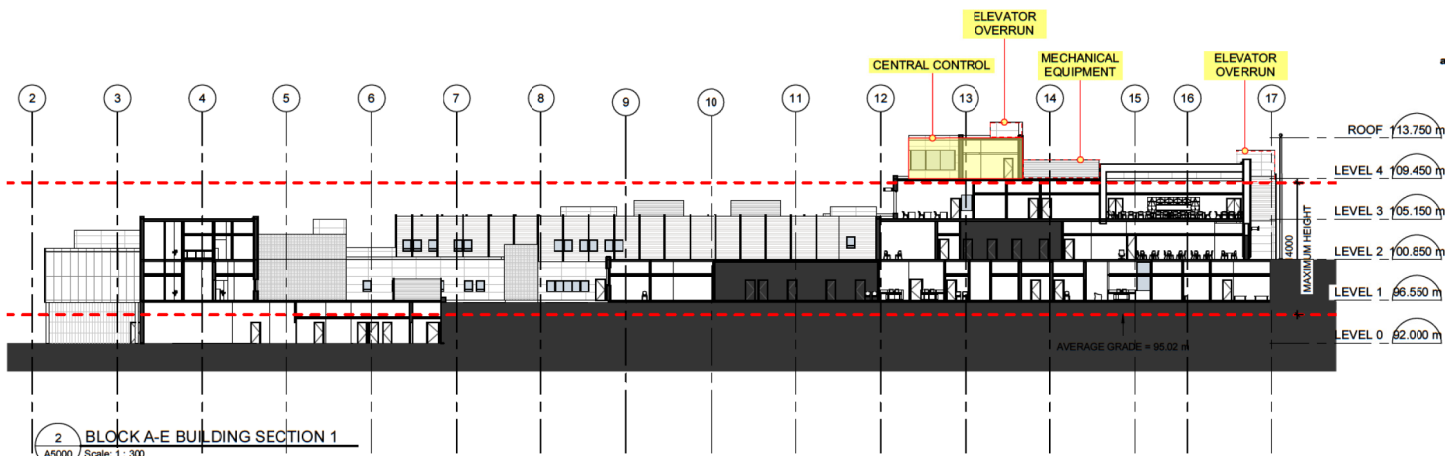 ELEVATOR
OVERRUN
CENTRAL CONTROL
MECHANICAL
EQUIPMENT
ELEVATOR
OVERRUN
2 3 4 5 6 7 8 9 10 11 12 13 14 15 16 17
ROOF 113.750 m
LEVEL 4 109.450 m
LEVEL 3 105.150 m
LEVEL 2 100.850 m
LEVEL 1 96.550 m
LEVEL 0 92.000 m
MAXIMUM HEIGHT
AVERAGE GRADE = 95.02 m
2 BLOCK A-E BUILDING SECTION 1
A5000 Scale: 1 : 300